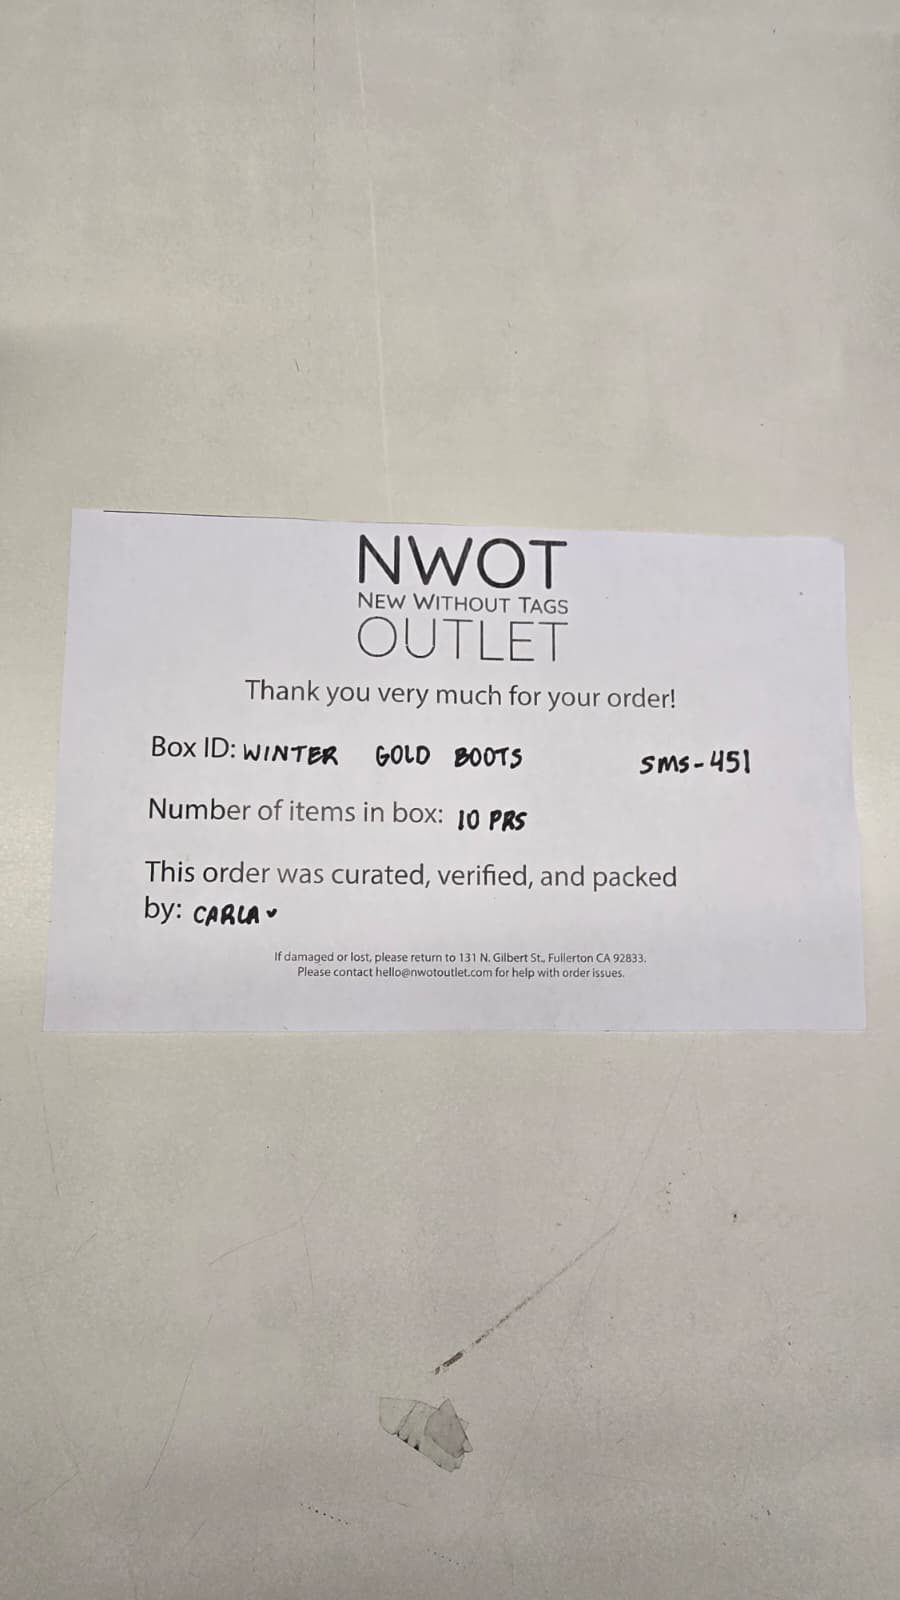 NWOT
NEW WITHOUT TAGS
OUTLET
Thank you very much for your order!
Box ID: WINTER GOLD BOOTS SMS-451
Number of items in box: 10 PRS
This order was curated, verified, and packed
by: CARLA ♥
If damaged or lost, please return to 131 N. Gilbert St., Fullerton CA 92833.
Please contact hello@nwotoutlet.com for help with order issues.